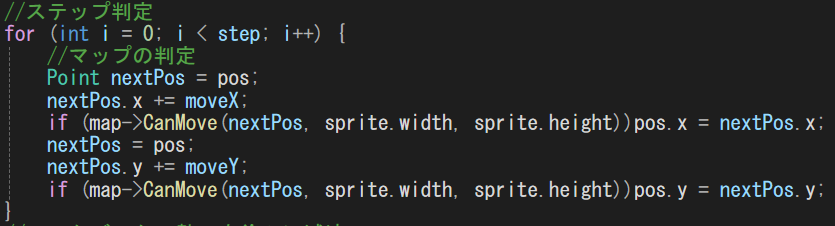 //ステップ判定
for (int i = 0; i < step; i++) {
//マップの判定
Point nextPos = pos;
nextPos.x += moveX;
if (map->CanMove(nextPos, sprite.width, sprite.height))pos.x = nextPos.x;
nextPos = pos;
nextPos.y += moveY;
if (map->CanMove(nextPos, sprite.width, sprite.height))pos.y = nextPos.y;
}